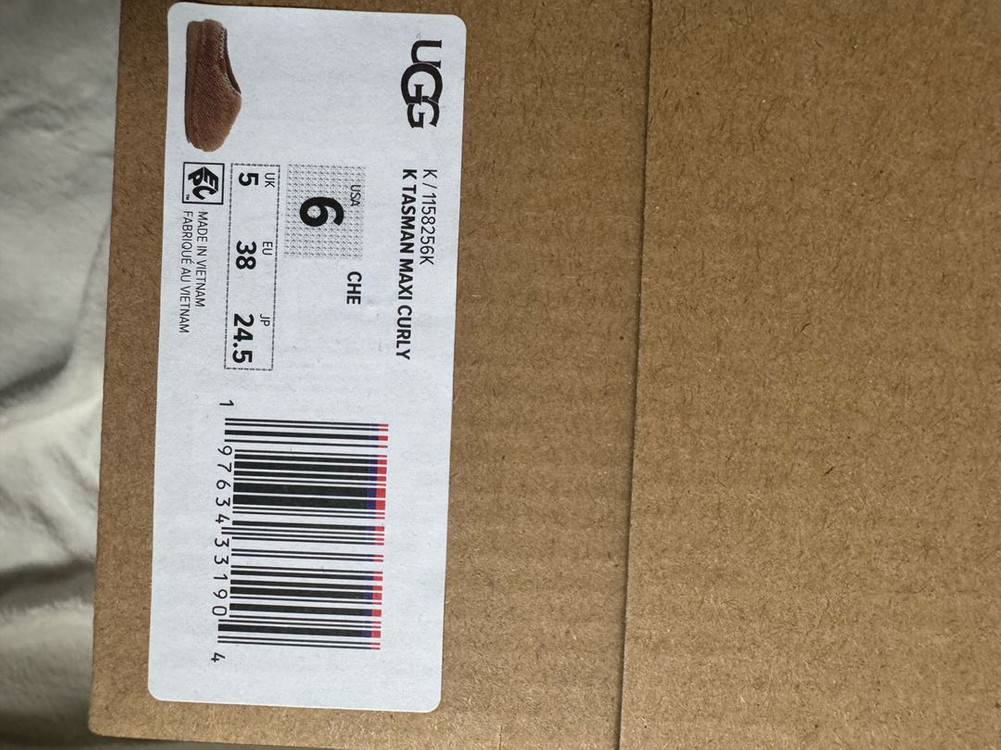 UGG
K / 1158256K
K TASMAN MAXI CURLY
USA
6
CHE
UK EU JP
5 38 24.5
EPC™
MADE IN VIETNAM
FABRIQUÉ AU VIETNAM
1 97634 33190 4